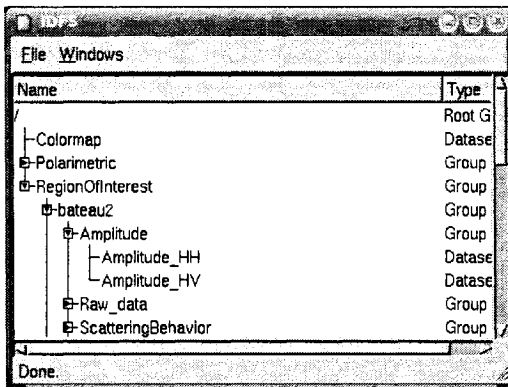 IDPS
File Windows
Name Type
/ Root G
Colormap Datase
Polarimetric Group
RegionOfInterest Group
bateau2 Group
Amplitude Group
Amplitude_HH Datase
Amplitude_HV Datase
Raw_data Group
ScatteringBehavior Group
Done.